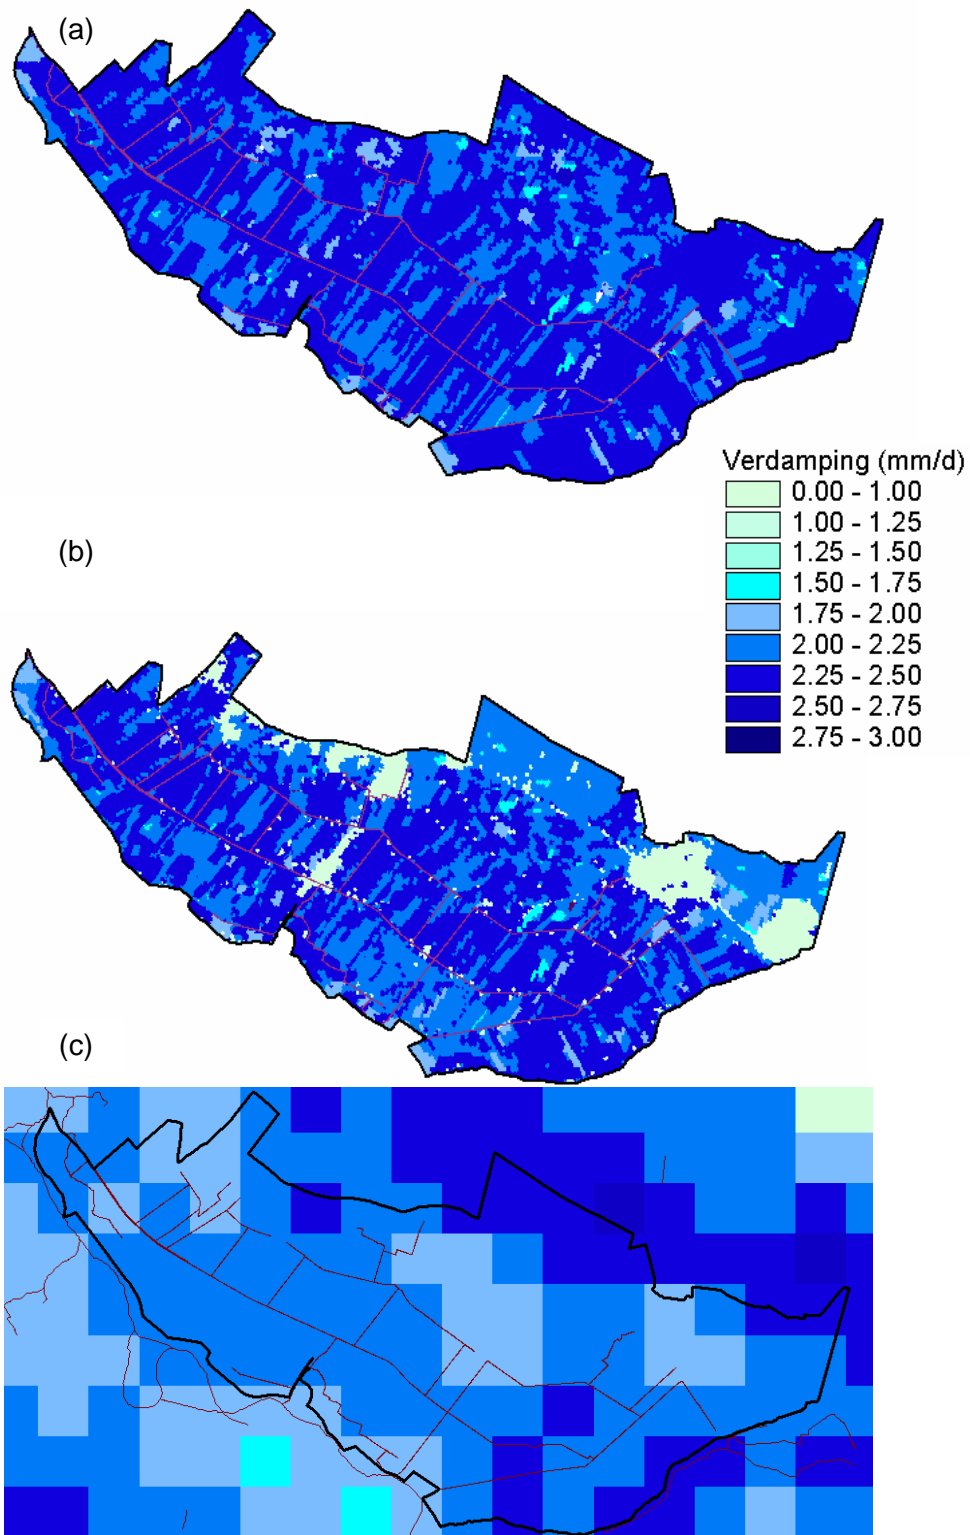 (a)
Verdamping (mm/d)
0.00 - 1.00
1.00 - 1.25
1.25 - 1.50
1.50 - 1.75
1.75 - 2.00
2.00 - 2.25
2.25 - 2.50
2.50 - 2.75
2.75 - 3.00
(b)
(c)